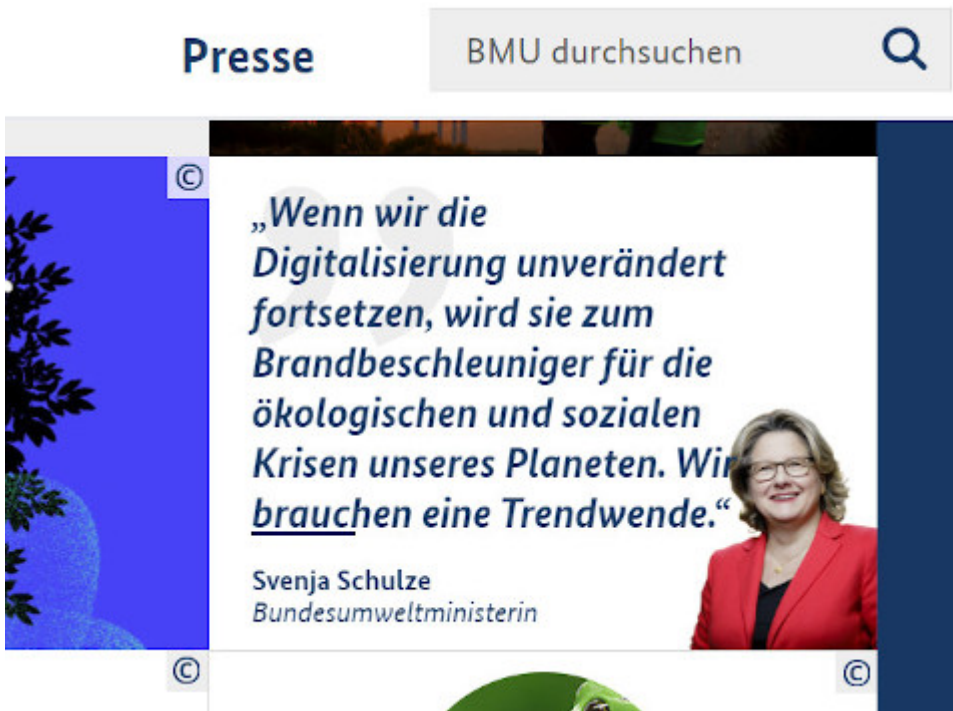 Presse
BMU durchsuchen
©
„Wenn wir die
Digitalisierung unverändert
fortsetzen, wird sie zum
Brandbeschleuniger für die
ökologischen und sozialen
Krisen unseres Planeten. Wir
brauchen eine Trendwende.“
Svenja Schulze
Bundesumweltministerin
©
©